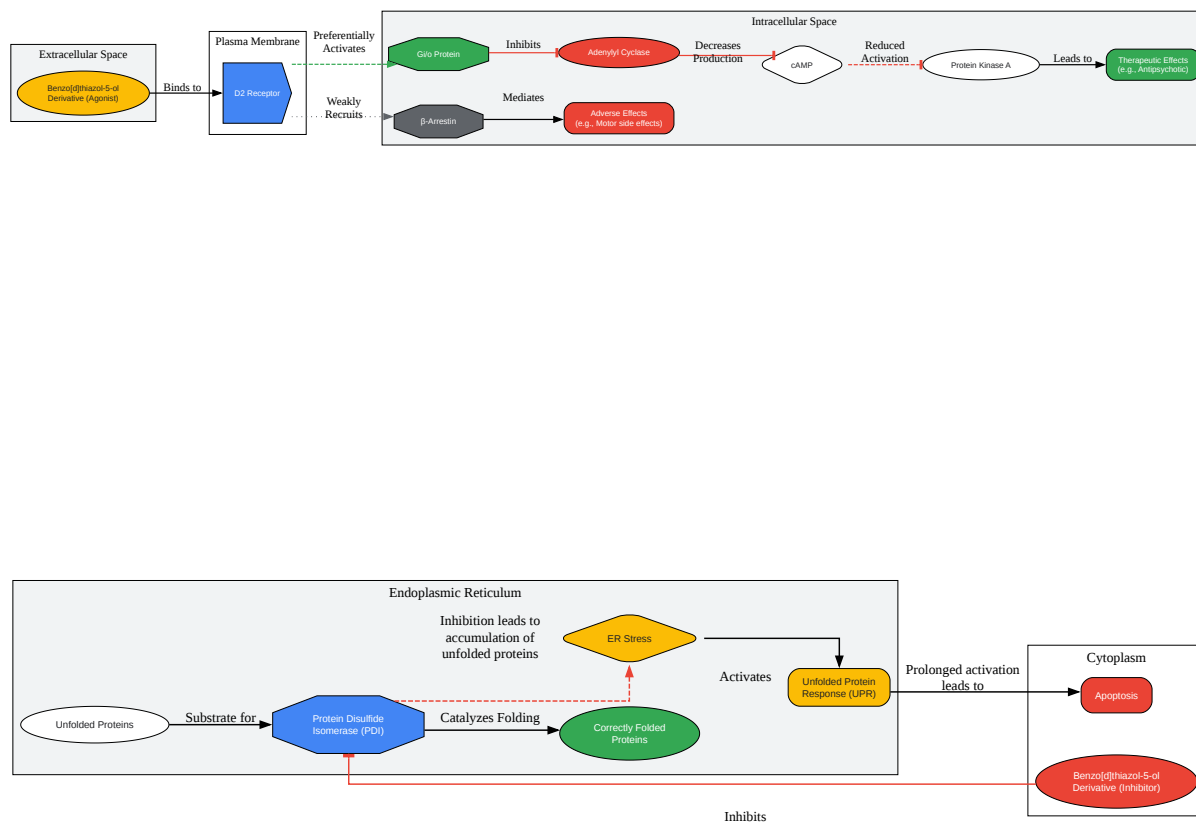 Intracellular Space
Extracellular Space
Benzo[d]thiazol-5-ol
Derivative (Agonist)
Binds to
Plasma Membrane
D2 Receptor
Preferentially
Activates
Gi/o Protein
Inhibits
Adenylyl Cyclase
Decreases
Production
cAMP
Reduced
Activation
Protein Kinase A
Leads to
Therapeutic Effects
(e.g., Antipsychotic)
Weakly
Recruits
β-Arrestin
Mediates
Adverse Effects
(e.g., Motor side effects)
Endoplasmic Reticulum
Unfolded Proteins
Substrate for
Protein Disulfide
Isomerase (PDI)
Inhibition leads to
accumulation of
unfolded proteins
ER Stress
Catalyzes Folding
Correctly Folded
Proteins
Activates
Unfolded Protein
Response (UPR)
Prolonged activation
leads to
Cytoplasm
Apoptosis
Benzo[d]thiazol-5-ol
Derivative (Inhibitor)
Inhibits